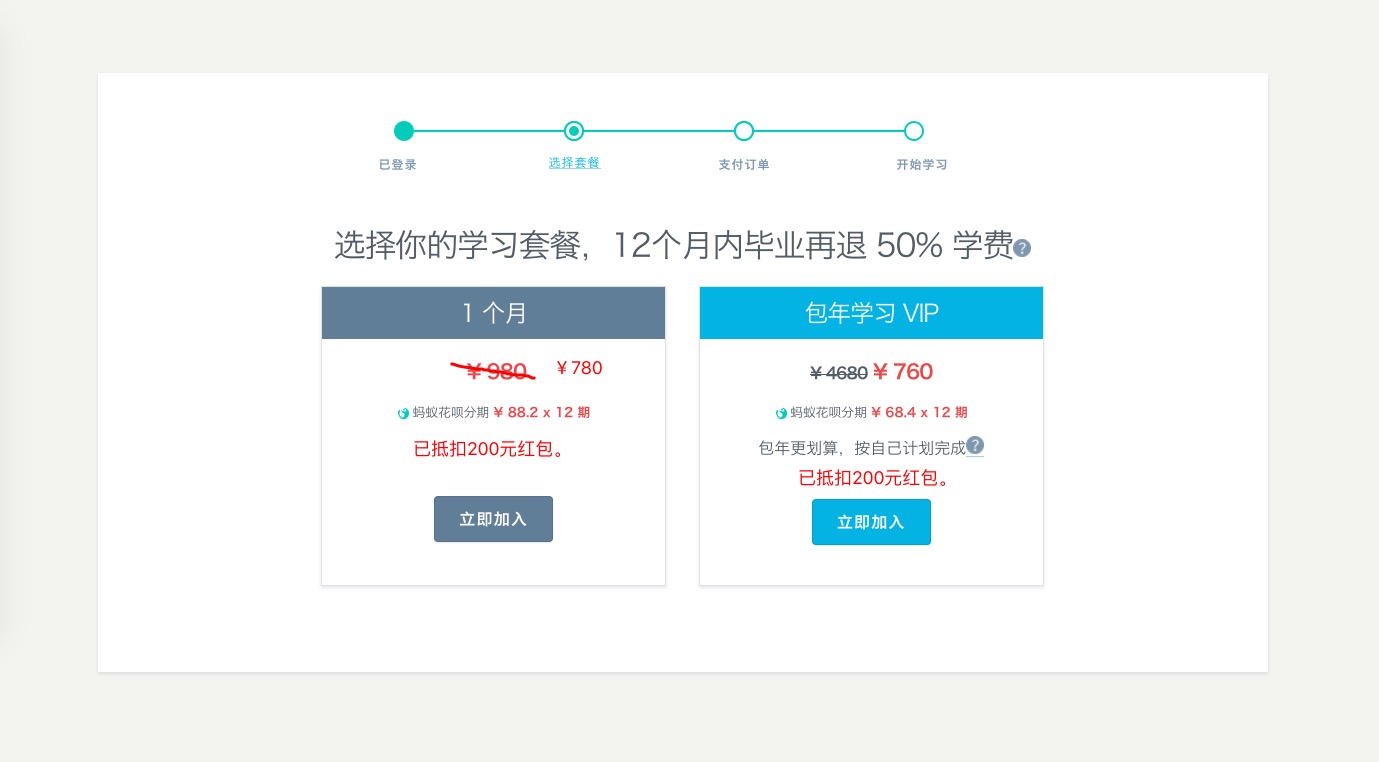 已登录 选择套餐 支付订单 开始学习
选择你的学习套餐，12个月内毕业再退 50% 学费?
1 个月
￥980 ￥780
蚂蚁花呗分期 ￥ 88.2 x 12 期
已抵扣200元红包。
立即加入
包年学习 VIP
￥4680 ￥760
蚂蚁花呗分期 ￥ 68.4 x 12 期
包年更划算，按自己计划完成?
已抵扣200元红包。
立即加入